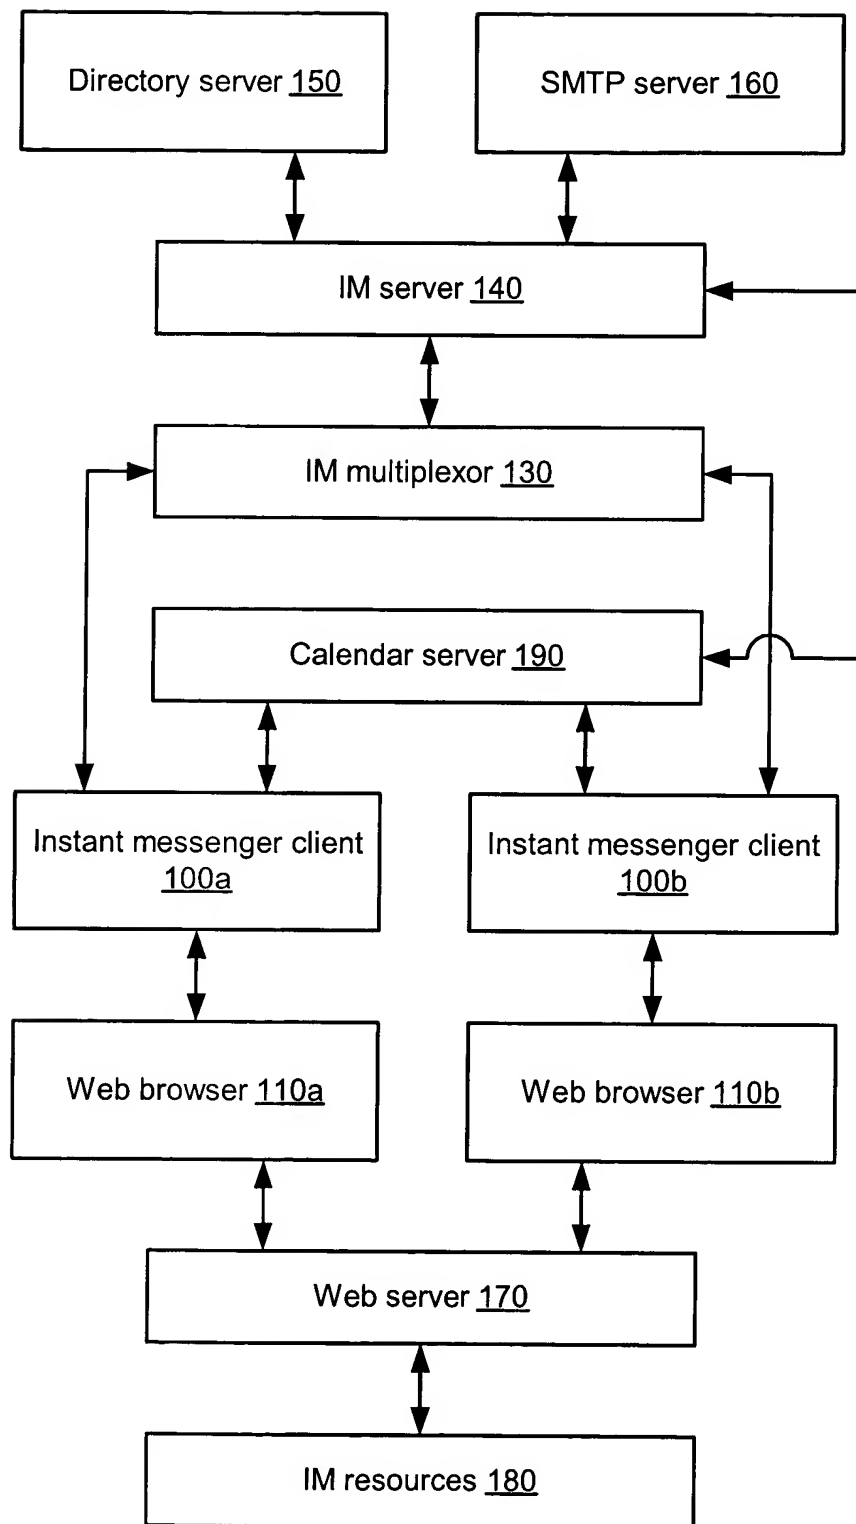 Directory server 150
SMTP server 160
IM server 140
IM multiplexor 130
Calendar server 190
Instant messenger client
100a
Instant messenger client
100b
Web browser 110a
Web browser 110b
Web server 170
IM resources 180